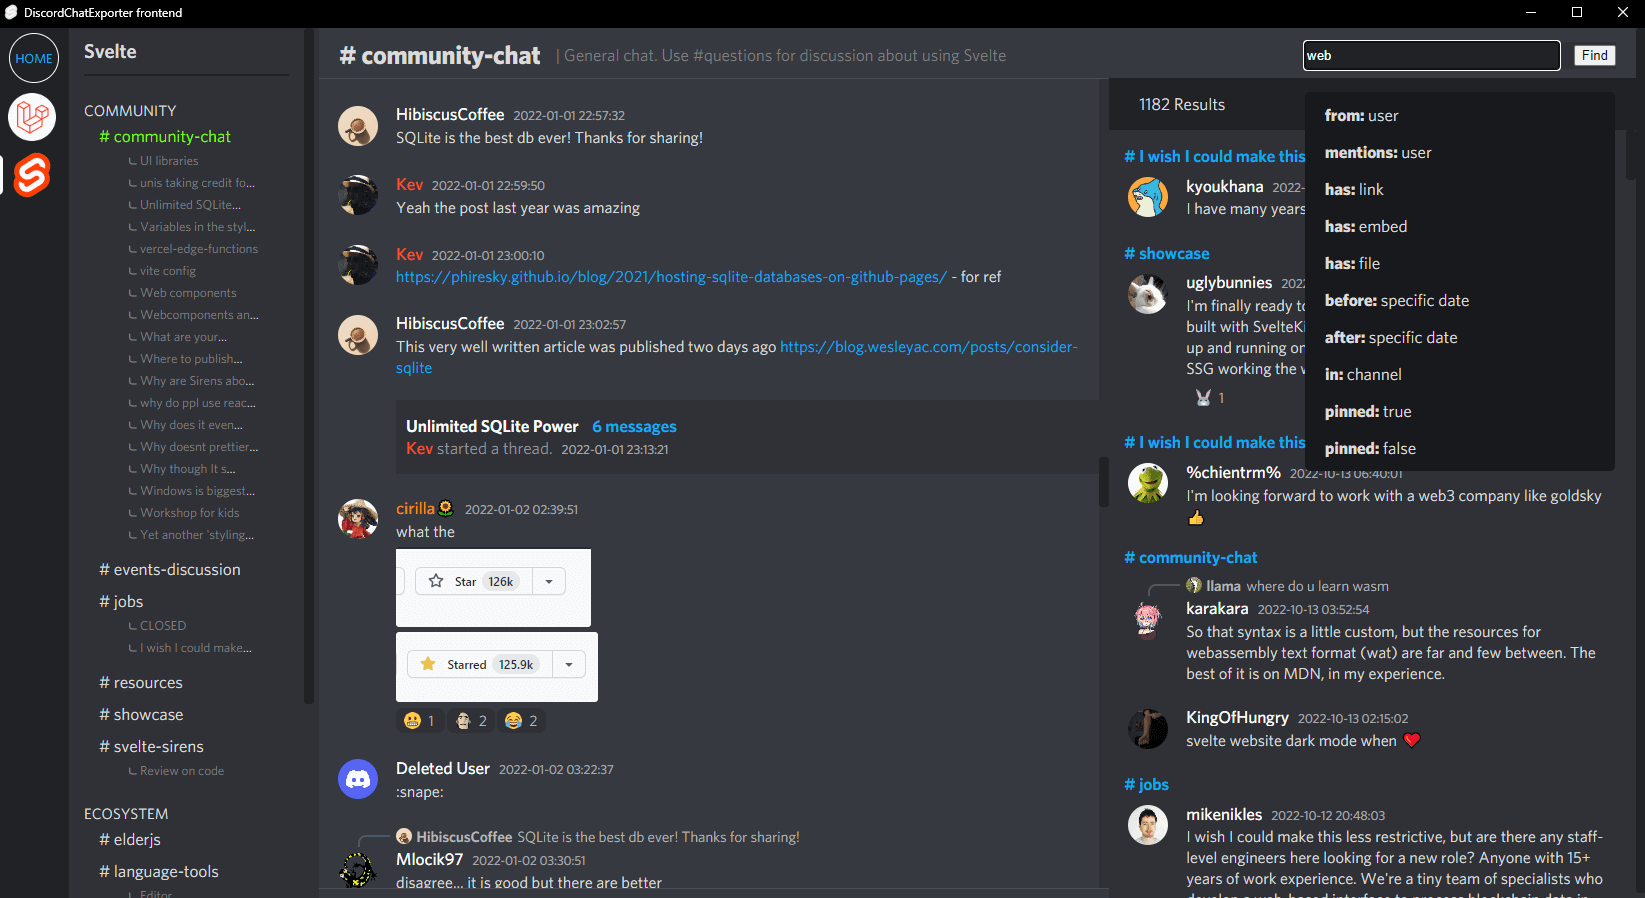 DiscordChatExporter frontend
HOME
Svelte
COMMUNITY
# community-chat
UI libraries
unis taking credit fo...
Unlimited SQLite...
Variables in the styl...
vercel-edge-functions
vite config
Web components
Webcomponents an...
What are your...
Where to publish...
Why are Sirens abo...
why do ppl use reac...
Why does it even...
Why doesnt prettier...
Why though It s...
Windows is biggest...
Workshop for kids
Yet another 'styling...
# events-discussion
# jobs
CLOSED
I wish I could make...
# resources
# showcase
# svelte-sirens
Review on code
ECOSYSTEM
# elderjs
# language-tools
Editor
# community-chat | General chat. Use #questions for discussion about using Svelte
HibiscusCoffee 2022-01-01 22:57:32
SQLite is the best db ever! Thanks for sharing!
Kev 2022-01-01 22:59:50
Yeah the post last year was amazing
Kev 2022-01-01 23:00:10
https://phiresky.github.io/blog/2021/hosting-sqlite-databases-on-github-pages/ - for ref
HibiscusCoffee 2022-01-01 23:02:57
This very well written article was published two days ago https://blog.wesleyac.com/posts/consider-
sqlite
Unlimited SQLite Power 6 messages
Kev started a thread. 2022-01-01 23:13:21
cirilla🌻 2022-01-02 02:39:51
what the
Star 126k
Starred 125.9k
😬 1 2 😂 2
Deleted User 2022-01-02 03:22:37
:snape:
HibiscusCoffee SQLite is the best db ever! Thanks for sharing!
Mlocik97 2022-01-02 03:30:51
disagree... it is good but there are better
web Find
1182 Results
from: user
mentions: user
has: link
has: embed
has: file
before: specific date
after: specific date
in: channel
pinned: true
pinned: false
# I wish I could make this
kyoukhana 2022-
I have many years
# showcase
uglybunnies 2022
I'm finally ready to
built with SvelteKi
up and running on
SSG working the w
🐰 1
# I wish I could make this
%chientrm% 2022-10-13 06:40:01
I'm looking forward to work with a web3 company like goldsky
👍
# community-chat
llama where do u learn wasm
karakara 2022-10-13 03:52:54
So that syntax is a little custom, but the resources for
webassembly text format (wat) are far and few between. The
best of it is on MDN, in my experience.
KingOfHungry 2022-10-13 02:15:02
svelte website dark mode when ❤️
# jobs
mikenikles 2022-10-12 20:48:03
I wish I could make this less restrictive, but are there any staff-
level engineers here looking for a new role? Anyone with 15+
years of work experience. We're a tiny team of specialists who
develop a web-based interface to process blockchain data in